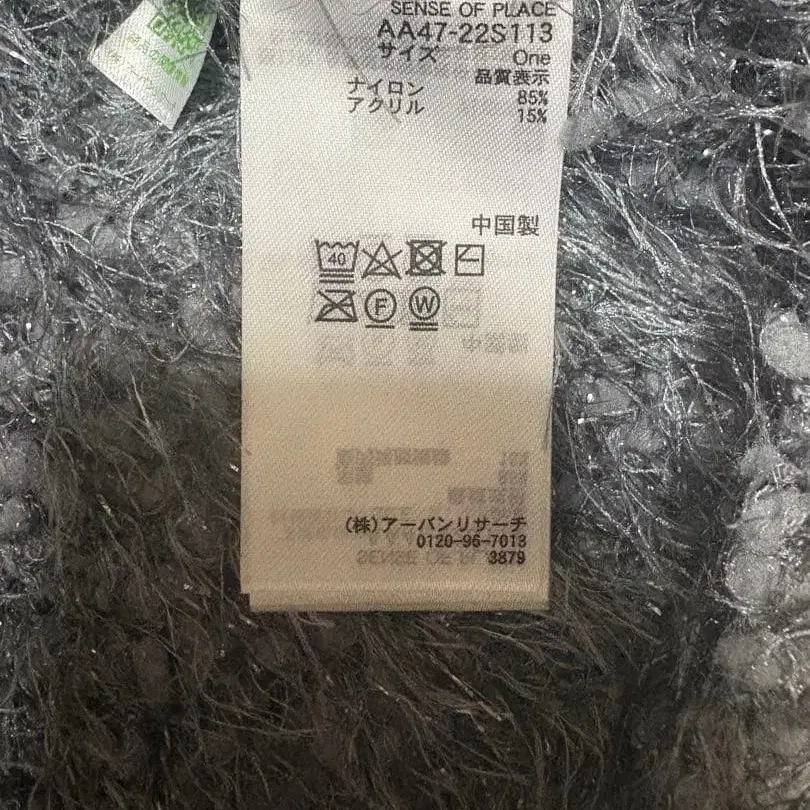 SENSE OF PLACE
AA47-22S113
サイズ One
品質表示
ナイロン 85%
アクリル 15%
中国製
40
F W
(株)アーバンリサーチ
0120-96-7013
3879